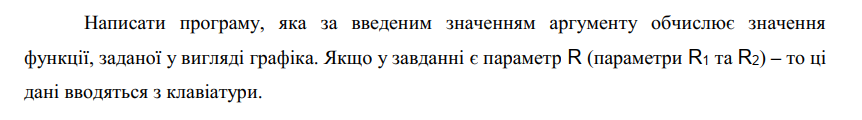 Написати програму, яка за введеним значенням аргументу обчислює значення
функції, заданої у вигляді графіка. Якщо у завданні є параметр R (параметри R1 та R2) – то ці
дані вводяться з клавіатури.